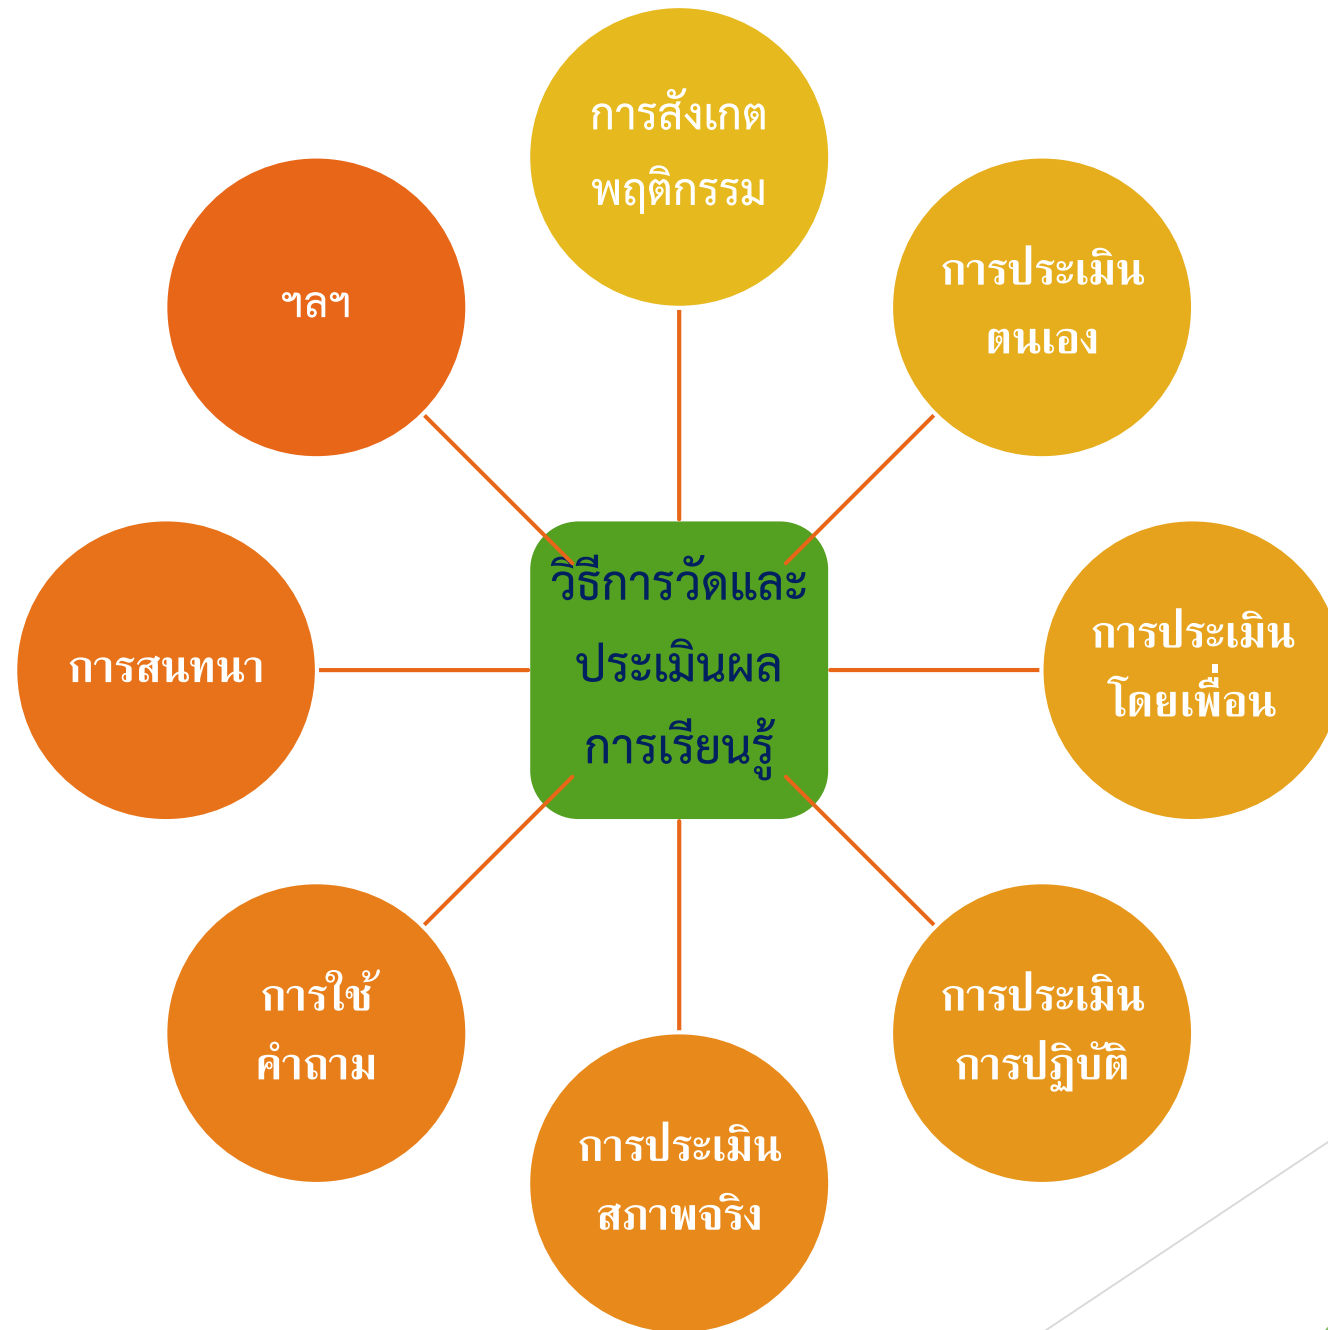 การสังเกต
พฤติกรรม
การประเมิน
ตนเอง
การประเมิน
โดยเพื่อน
การประเมิน
การปฏิบัติ
การประเมิน
สภาพจริง
การใช้
คำถาม
การสนทนา
ฯลฯ
วิธีการวัดและ
ประเมินผล
การเรียนรู้